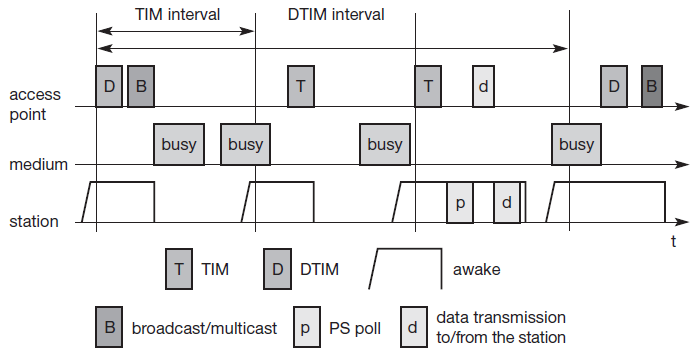 TIM interval DTIM interval
D B T T d D B
access
point
busy busy busy busy
medium
p d
station
t
T TIM D DTIM awake
B broadcast/multicast p PS poll d data transmission
to/from the station